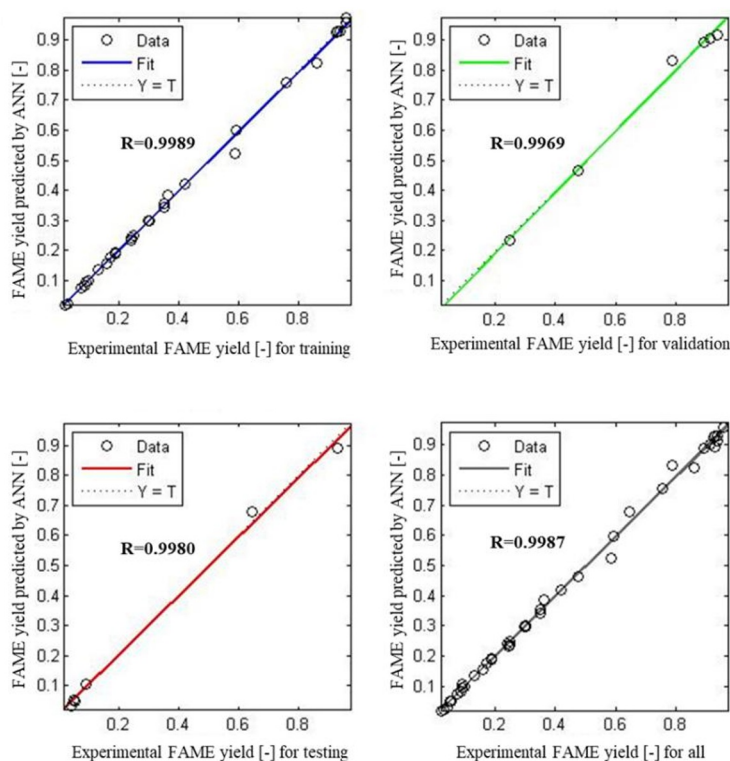 FAME yield predicted by ANN [-]
0.9
0.8
0.7
0.6
0.5
0.4
0.3
0.2
0.1
Data
Fit
Y = T
R=0.9989
0.2
0.4
0.6
0.8
Experimental FAME yield [-] for training
FAME yield predicted by ANN [-]
0.9
0.8
0.7
0.6
0.5
0.4
0.3
0.2
0.1
Data
Fit
Y = T
R=0.9969
0.2
0.4
0.6
0.8
Experimental FAME yield [-] for validation
FAME yield predicted by ANN [-]
0.9
0.8
0.7
0.6
0.5
0.4
0.3
0.2
0.1
Data
Fit
Y = T
R=0.9980
0.2
0.4
0.6
0.8
Experimental FAME yield [-] for testing
FAME yield predicted by ANN [-]
0.9
0.8
0.7
0.6
0.5
0.4
0.3
0.2
0.1
Data
Fit
Y = T
R=0.9987
0.2
0.4
0.6
0.8
Experimental FAME yield [-] for all